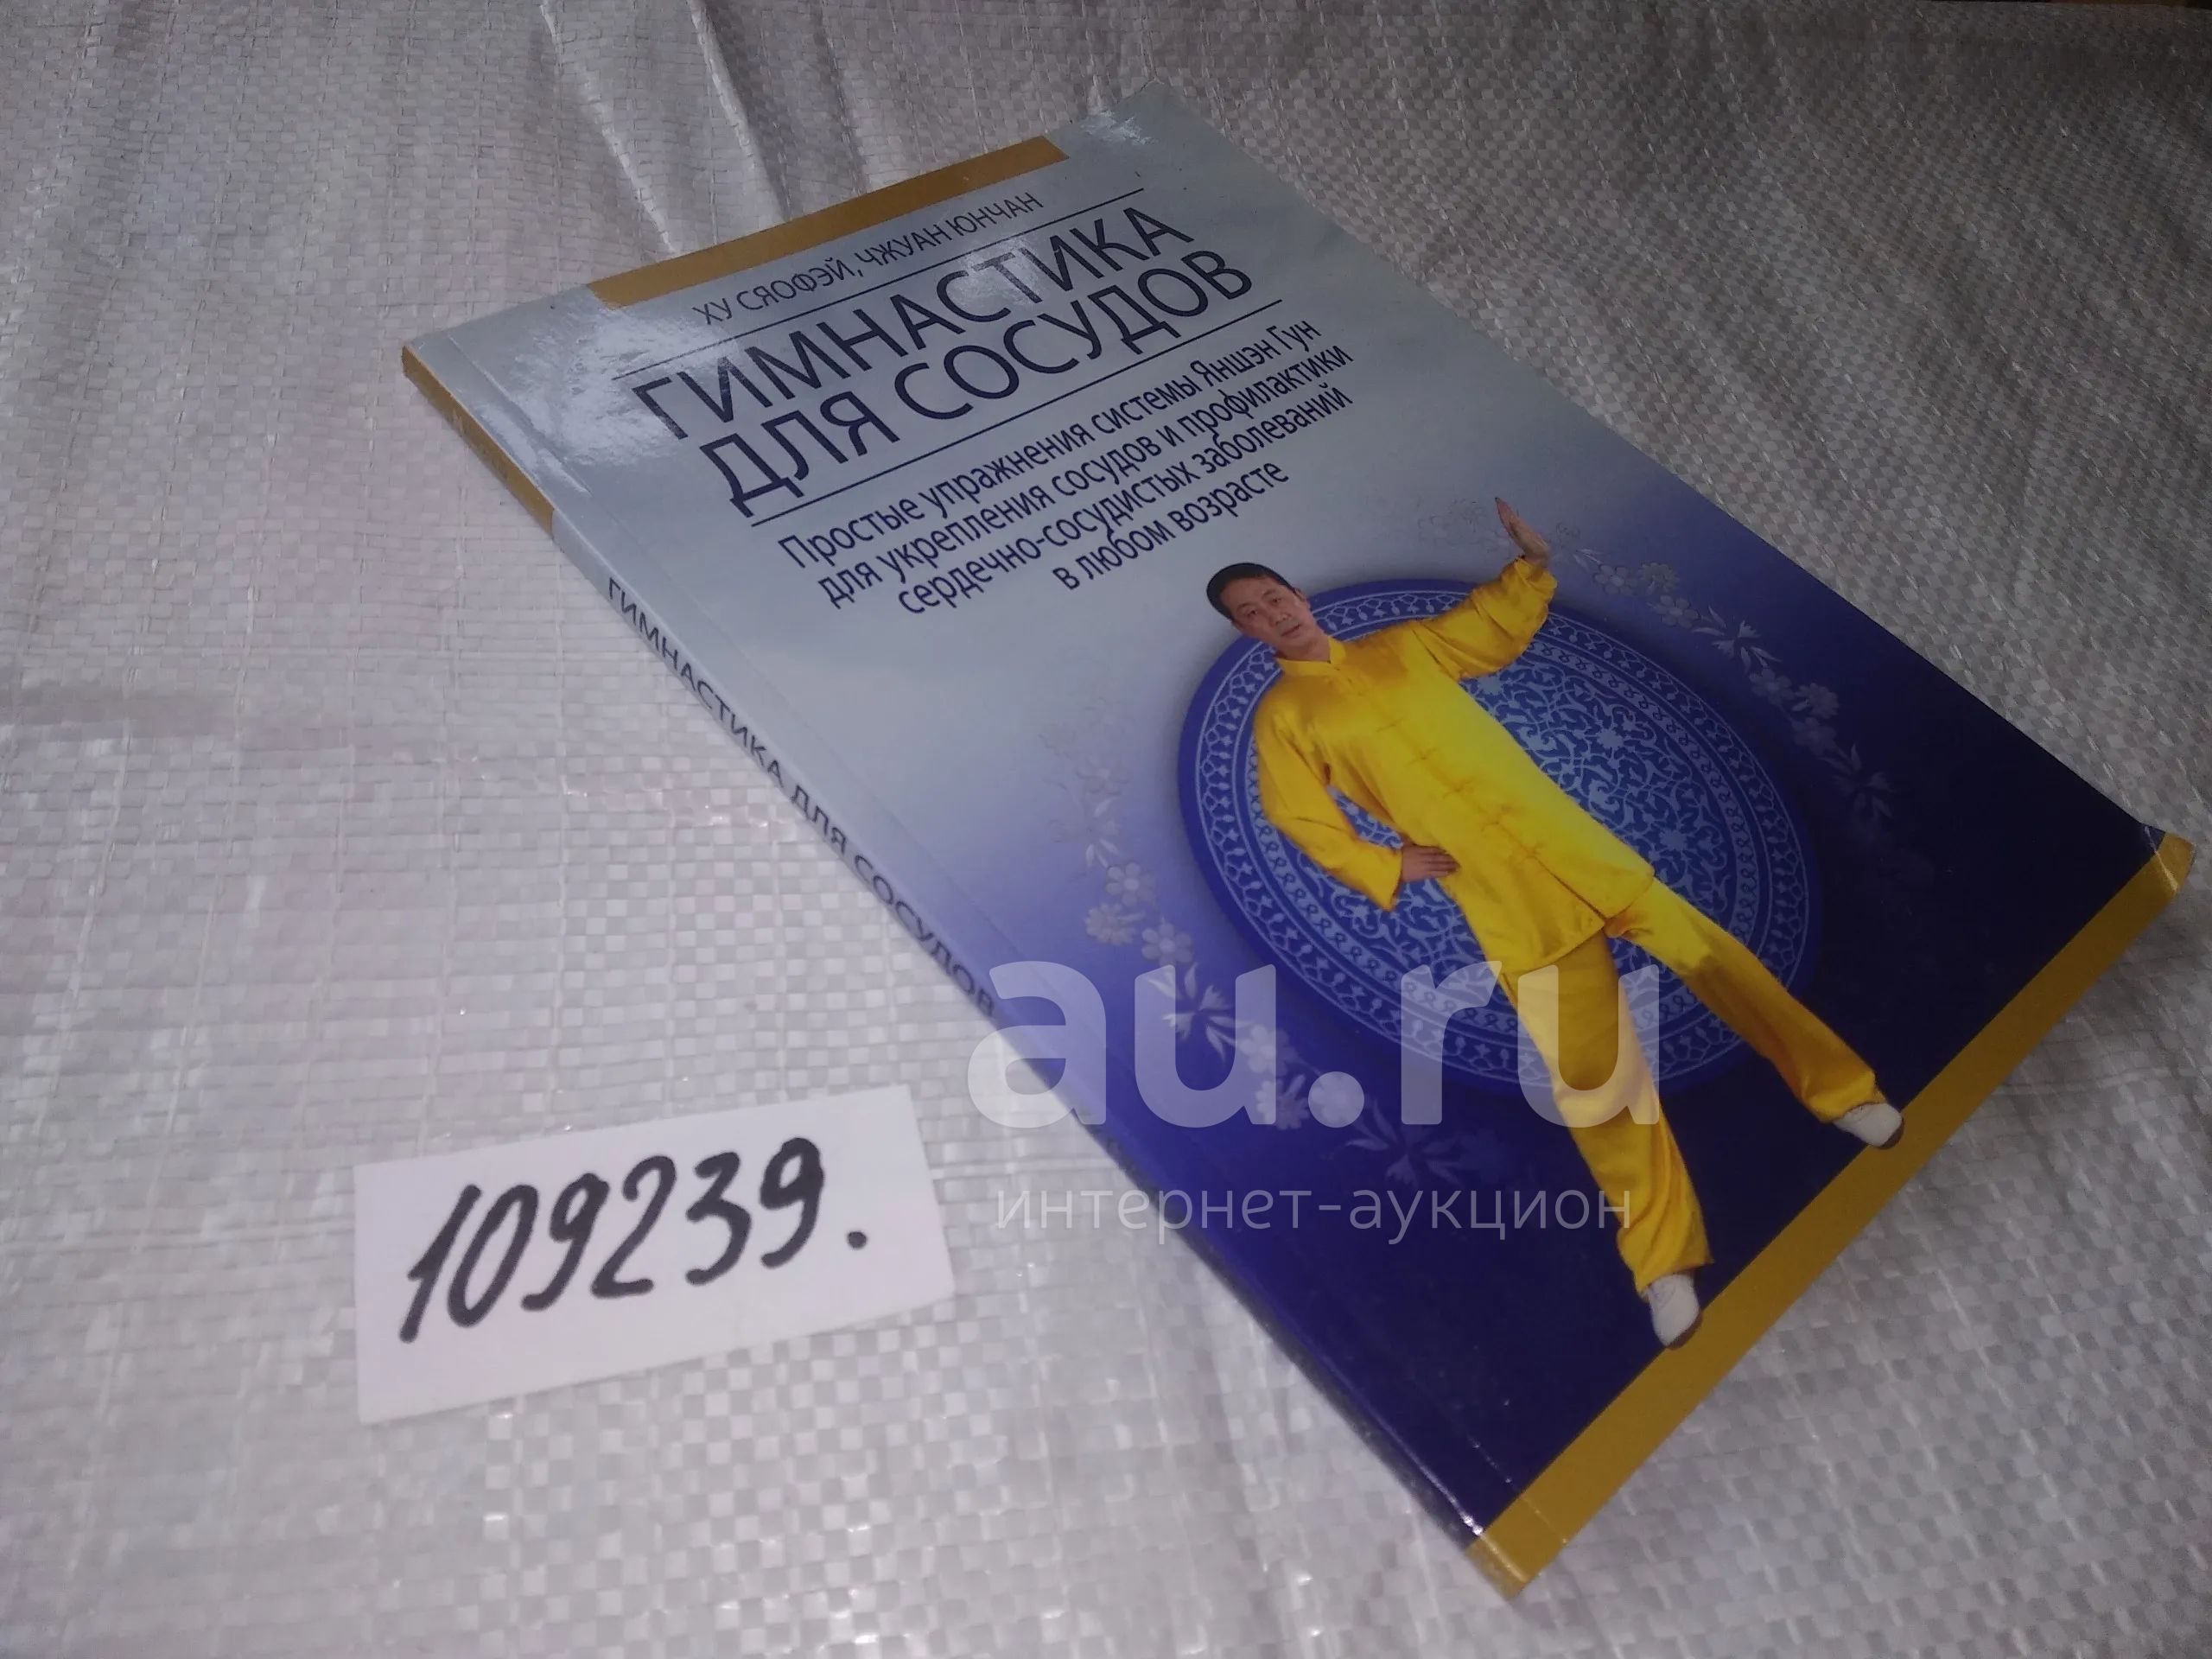 ХУ СЯОФЭЙ, ЧЖУАН ЮНЧАН
ГИМНАСТИКА
ДЛЯ СОСУДОВ
Простые упражнения системы Яншэн Гун
для укрепления сосудов и профилактики
сердечно-сосудистых заболеваний
в любом возрасте
ГИМНАСТИКА ДЛЯ СОСУДОВ
au.ru
интернет-аукцион
109239.